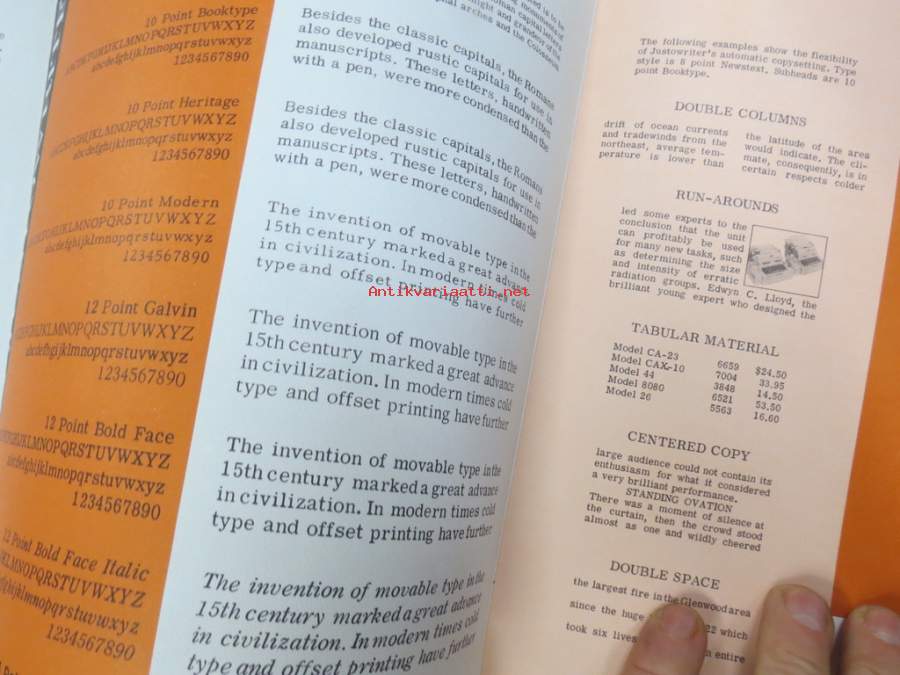 10 Point Booktype
ABCDEFGHIJKLMNOPQRSTUVWXYZ
abcdefghijklmnopqrstuvwxyz
1234567890
10 Point Heritage
ABCDEFGHIJKLMNOPQRSTUVWXYZ
abcdefghijklmnopqrstuvwxyz
1234567890
10 Point Modern
ABCDEFGHIJKLMNOPQRSTUVWXYZ
abcdefghijklmnopqrstuvwxyz
1234567890
12 Point Galvin
DEFGHIJKLMNOPQRSTUVWXYZ
abcdefghijklmnopqrstuvwxyz
1234567890
12 Point Bold Face
GHIJKLMNOPQRSTUVWXYZ
abcdefghijklmnopqrstuvwxyz
1234567890
12 Point Bold Face Italic
KLMNOPQRSTUVWXYZ
fghijklmnopqrstuvwxyz
1234567890
Point
arches and the Colosseum
Besides the classic capitals, the Romans
also developed rustic capitals for use in
manuscripts. These letters, handwritten
with a pen, were more condensed than the
Besides the classic capitals, the Romans
also developed rustic capitals for use in
manuscripts. These letters, handwritten
with a pen, were more condensed than the
The invention of movable type in the
15th century marked a great advance
in civilization. In modern times cold
type and offset printing have further
The invention of movable type in the
15th century marked a great advance
in civilization. In modern times cold
type and offset printing have further
The invention of movable type in the
15th century marked a great advance
in civilization. In modern times cold
type and offset printing have further
The invention of movable type in the
15th century marked a great advance
in civilization. In modern times cold
type and offset printing have further
The following examples show the flexibility
of Justowriter's automatic copysetting. Type
style is 8 point Newstext. Subheads are 10
point Booktype.
DOUBLE COLUMNS
drift of ocean currents
and tradewinds from the
northeast, average tem-
perature is lower than
the latitude of the area
would indicate. The cli-
mate, consequently, is in
certain respects colder
RUN-AROUNDS
led some experts to the
conclusion that the unit
can profitably be used
for many new tasks, such
as determining the size
and intensity of erratic
radiation groups. Edwyn C. Lloyd, the
brilliant young expert who designed the
TABULAR MATERIAL
Model CA-23 6659 $24.50
Model CAX-10 7004 33.95
Model 44 3848 14.50
Model 8080 6521 53.50
Model 26 5563 16.60
CENTERED COPY
large audience could not contain its
enthusiasm for what it considered
a very brilliant performance.
STANDING OVATION
There was a moment of silence at
the curtain, then the crowd stood
almost as one and wildly cheered
DOUBLE SPACE
the largest fire in the Glenwood area
since the huge 22 which
took six lives entire
Antikvariaatti.net